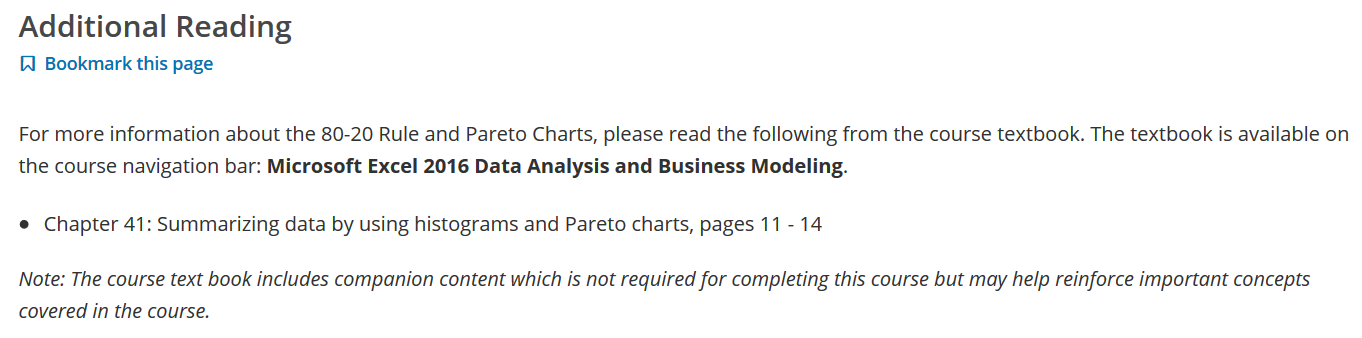 Additional Reading
Bookmark this page
For more information about the 80-20 Rule and Pareto Charts, please read the following from the course textbook. The textbook is available on
the course navigation bar: Microsoft Excel 2016 Data Analysis and Business Modeling.
• Chapter 41: Summarizing data by using histograms and Pareto charts, pages 11 - 14
Note: The course text book includes companion content which is not required for completing this course but may help reinforce important concepts
covered in the course.